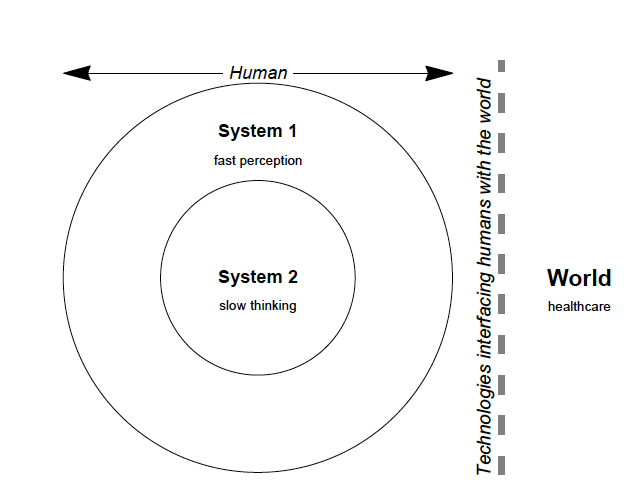 Human
System 1
fast perception
System 2
slow thinking
Technologies interfacing humans with the world
World
healthcare